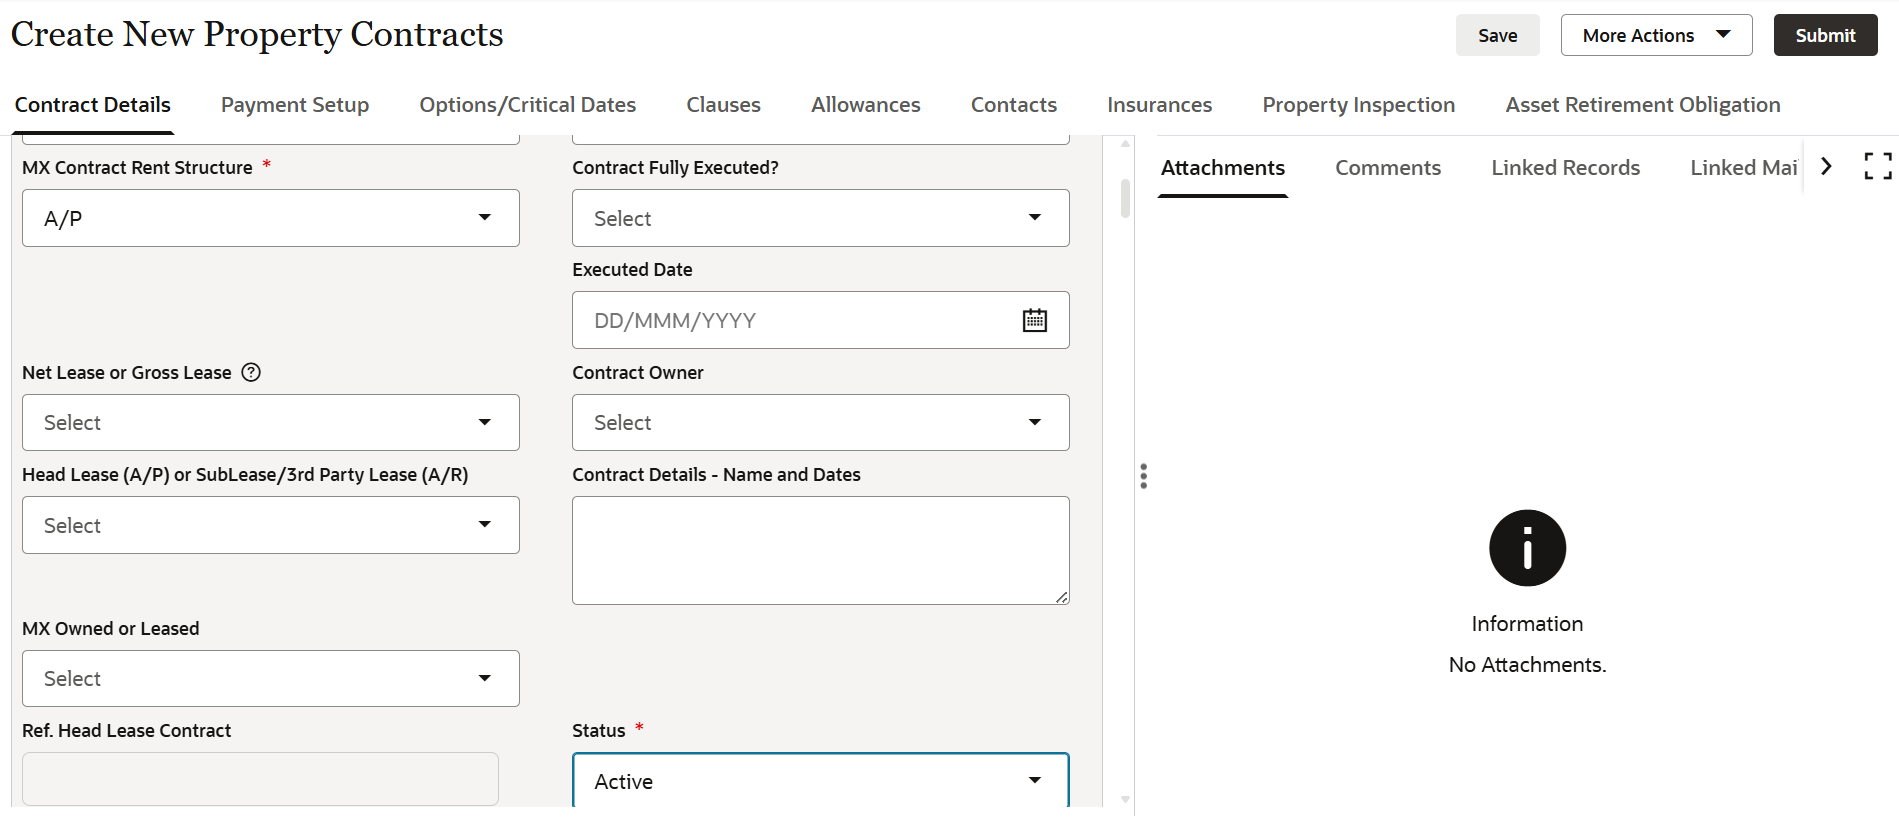 Create New Property Contracts
Save
More Actions
Submit
Contract Details
Payment Setup
Options/Critical Dates
Clauses
Allowances
Contacts
Insurances
Property Inspection
Asset Retirement Obligation
MX Contract Rent Structure *
A/P
Contract Fully Executed?
Select
Executed Date
DD/MMM/YYYY
Net Lease or Gross Lease ?
Select
Contract Owner
Select
Head Lease (A/P) or SubLease/3rd Party Lease (A/R)
Select
Contract Details - Name and Dates
MX Owned or Leased
Select
Ref. Head Lease Contract
Status *
Active
Attachments
Comments
Linked Records
Linked Mai
Information
No Attachments.